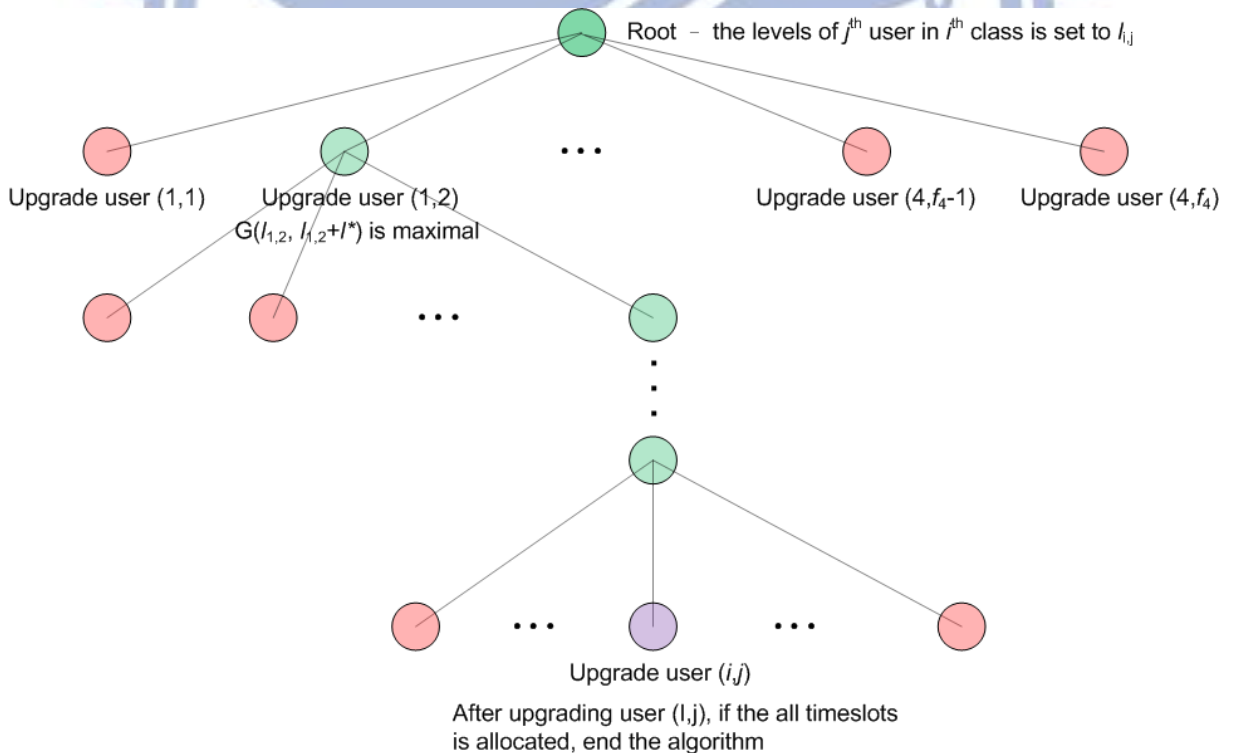 Root - the levels of jth user in ith class is set to li,j
...
Upgrade user (1,1)
Upgrade user (1,2)
Upgrade user (4,f4-1)
Upgrade user (4,f4)
G(l1,2, l1,2+l*) is maximal
...
...
... ...
Upgrade user (i,j)
After upgrading user (I,j), if the all timeslots
is allocated, end the algorithm